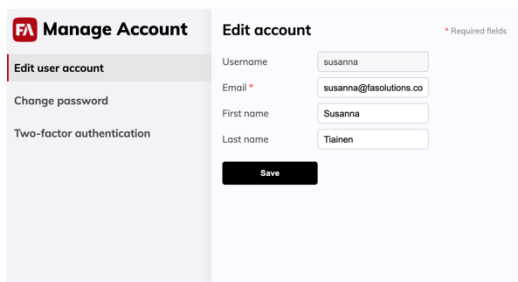 FA Manage Account
Edit user account
Change password
Two-factor authentication
Edit account
* Required fields
Username susanna
Email * susanna@fasolutions.co
First name Susanna
Last name Tiainen
Save